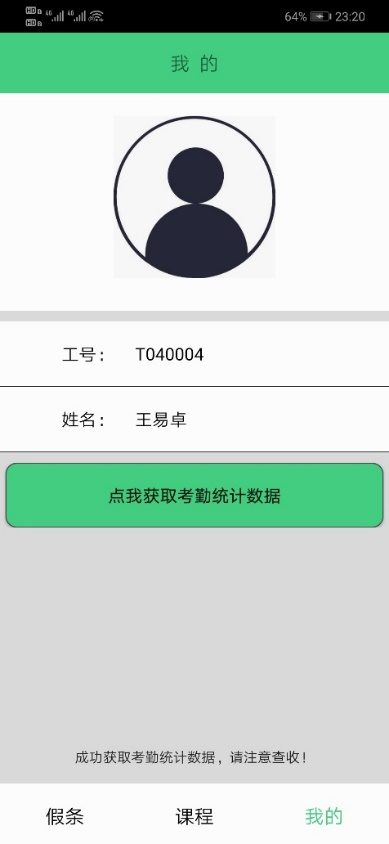 64% 23:20
我的
工号： T040004
姓名： 王易卓
点我获取考勤统计数据
成功获取考勤统计数据，请注意查收！
假条 课程 我的